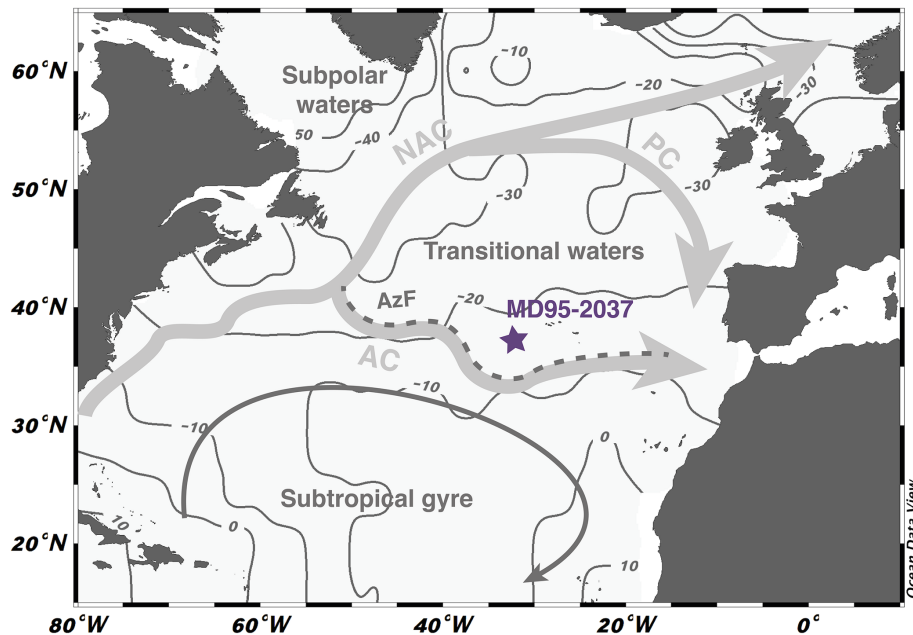 60°N
50°N
40°N
30°N
20°N
80°W
60°W
40°W
20°W
0°
Subpolar
waters
-10
-20
-30
50
-40
NAC
PC
-30
-30
Transitional waters
AzF
-20
MD95-2037
AC
-10
-10
0
Subtropical gyre
0
10
10
Ocean Data View